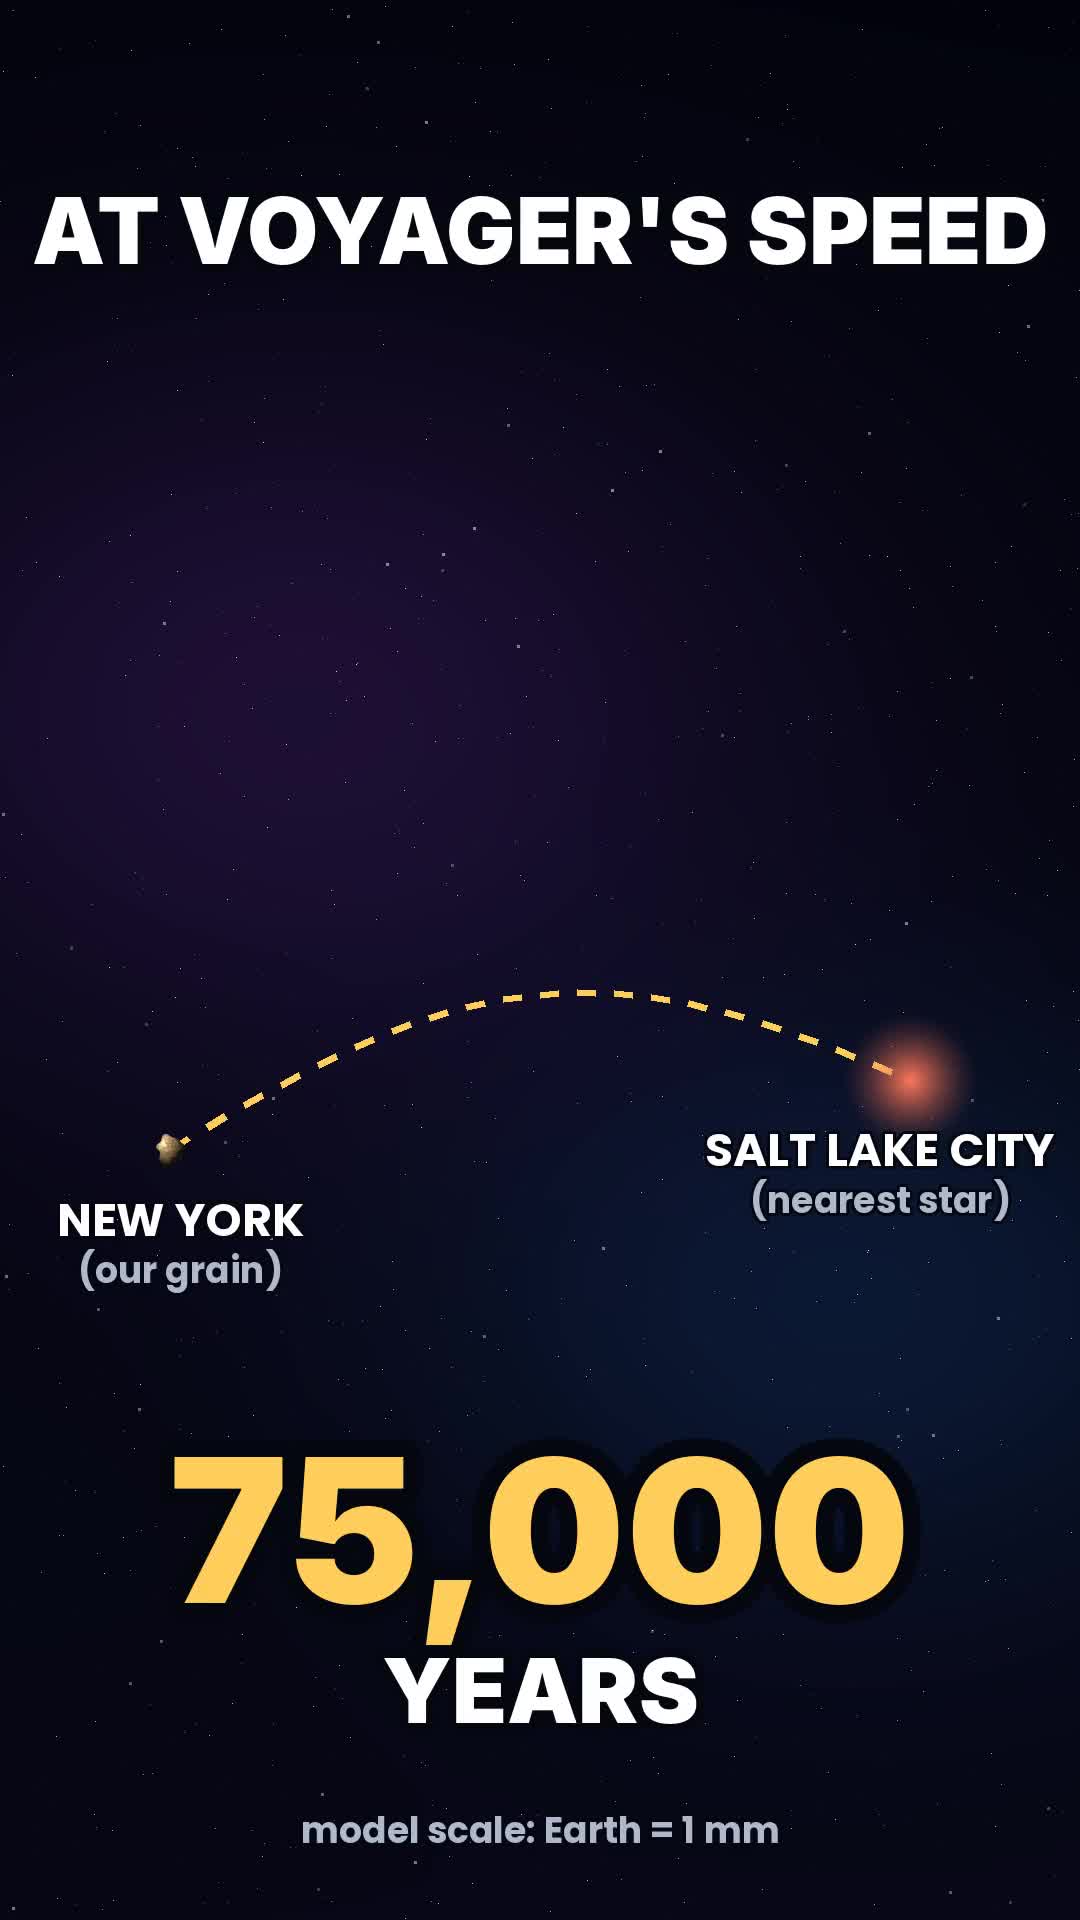 AT VOYAGER'S SPEED
SALT LAKE CITY
(nearest star)
NEW YORK
(our grain)
75,000
YEARS
model scale: Earth = 1 mm